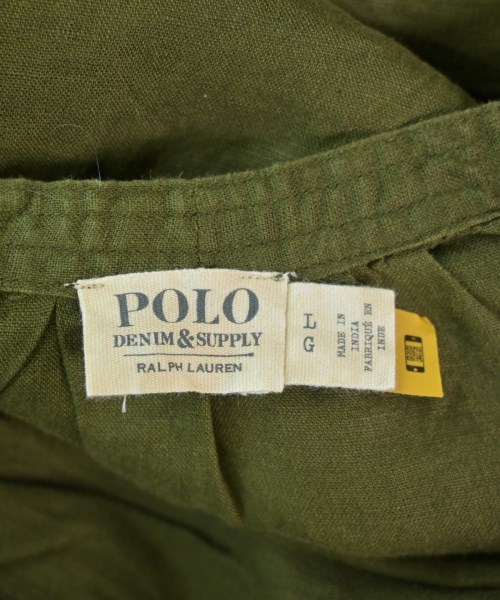 POLO
DENIM&SUPPLY
RALPH LAUREN
L
G
MADE IN
INDIA
FABRIQUÉ EN
INDE